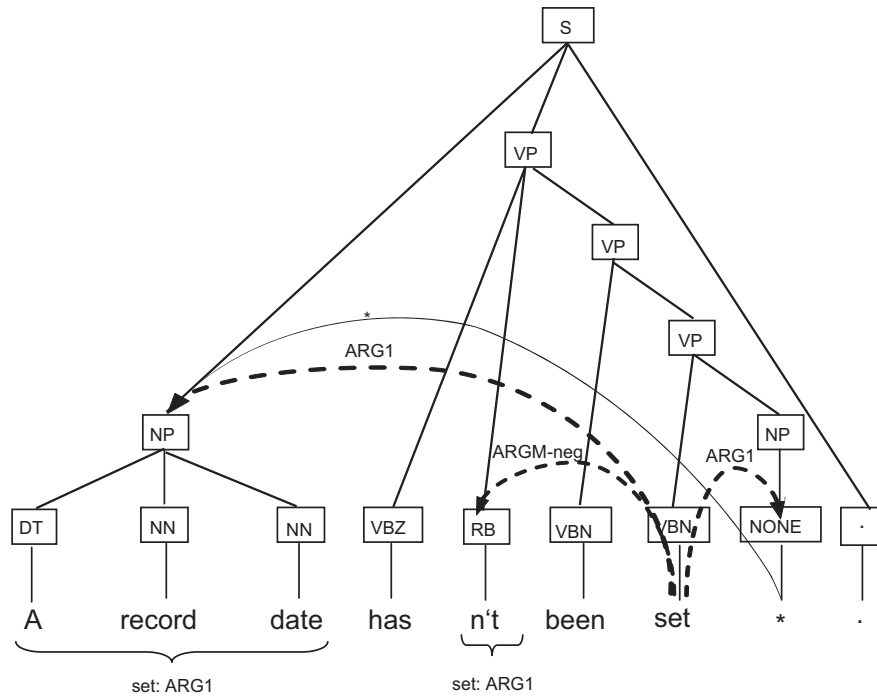 S
VP
VP
*
VP
ARG1
NP
NP
ARGM-neg
ARG1
DT NN NN VBZ RB VBN VBN NONE .
A record date has n‘t been set * .
set: ARG1 set: ARG1